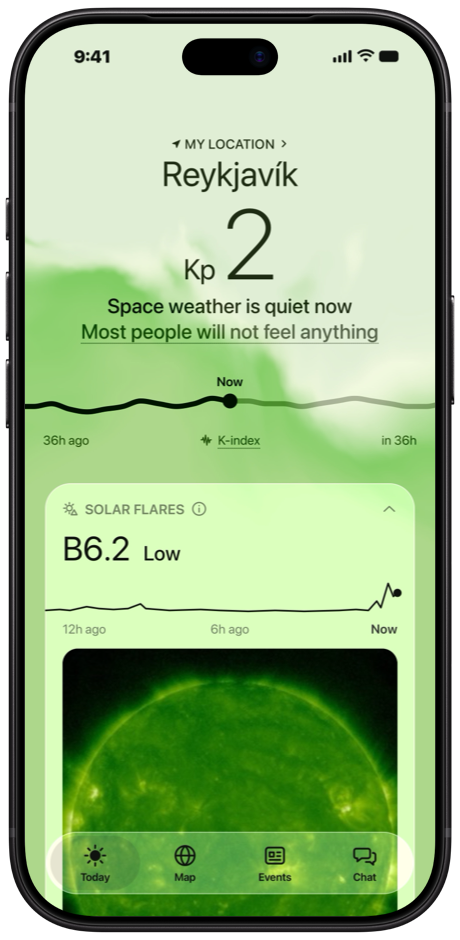 9:41
MY LOCATION
Reykjavík
Kp 2
Space weather is quiet now
Most people will not feel anything
Now
36h ago K-index in 36h
SOLAR FLARES
B6.2 Low
12h ago 6h ago Now
Today Map Events Chat